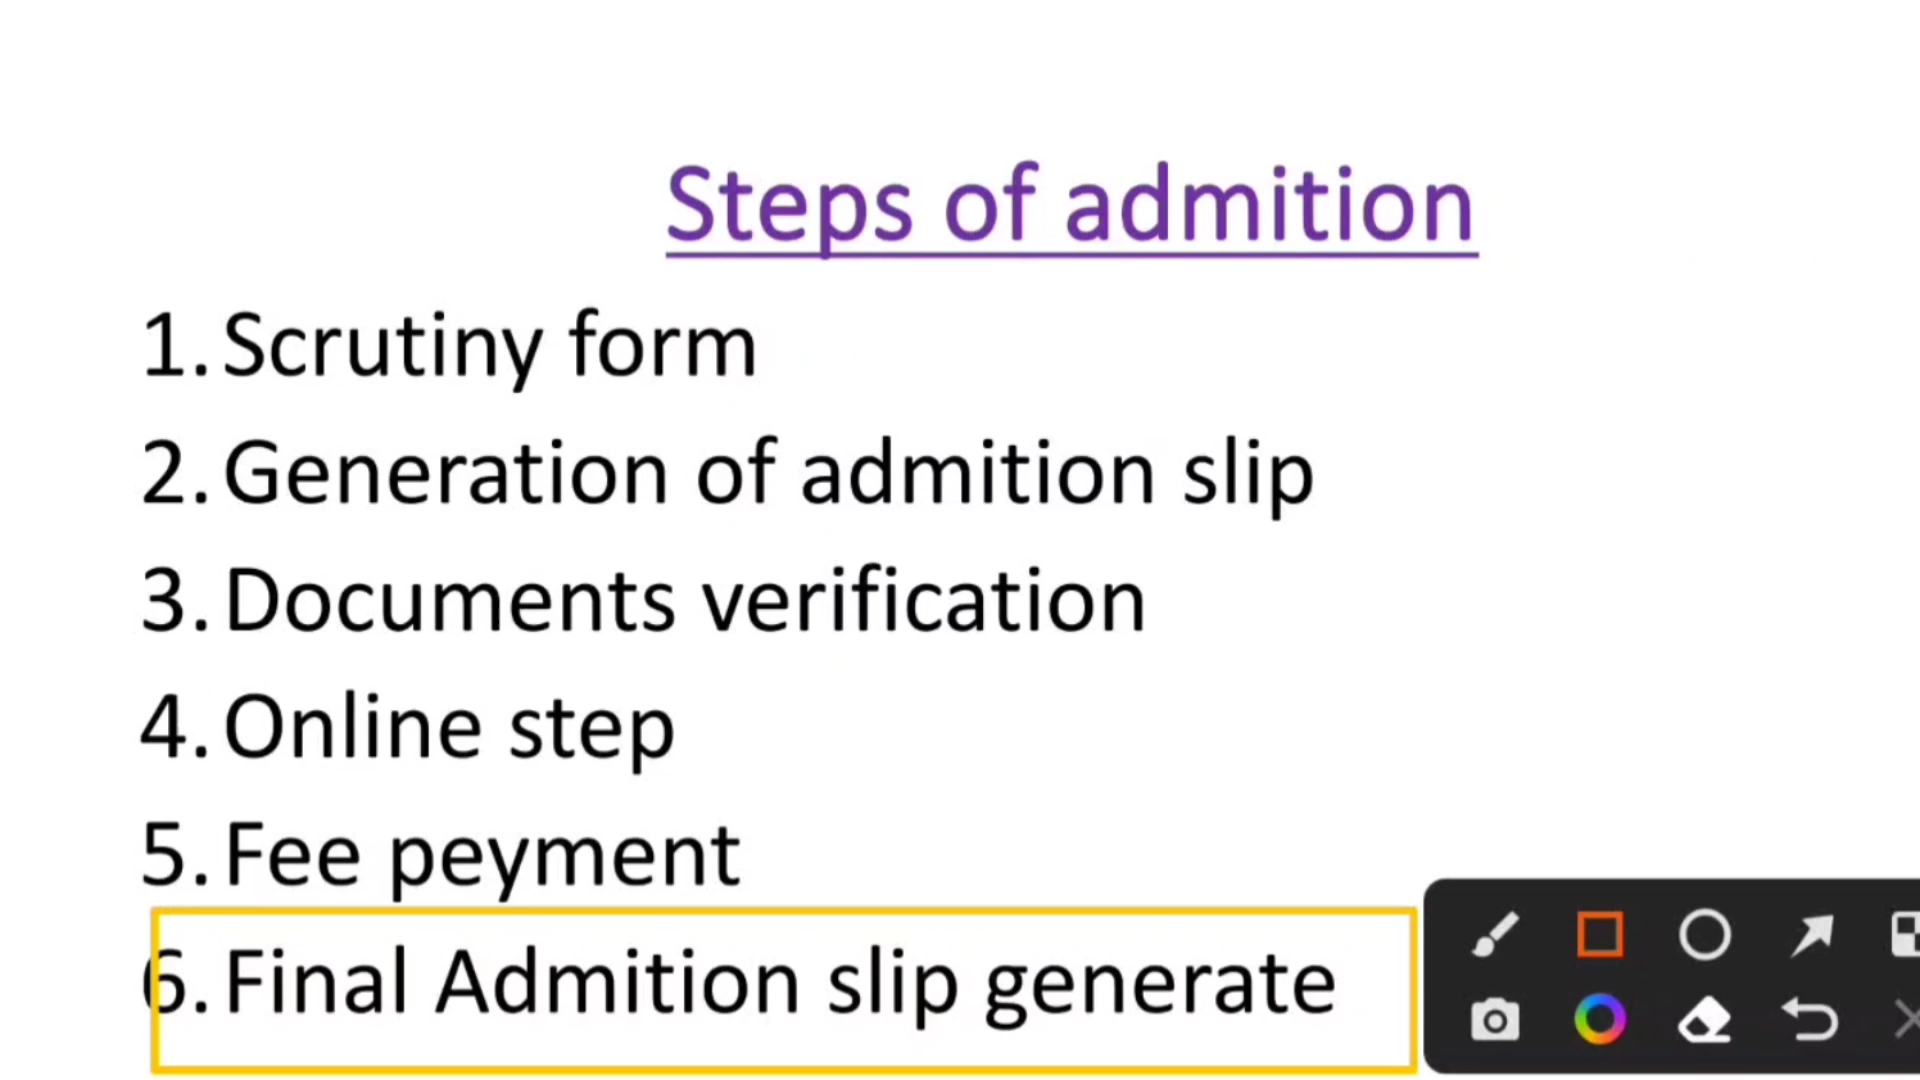 Steps of admition
1. Scrutiny form
2. Generation of admition slip
3. Documents verification
4. Online step
5. Fee peyment
6. Final Admition slip generate